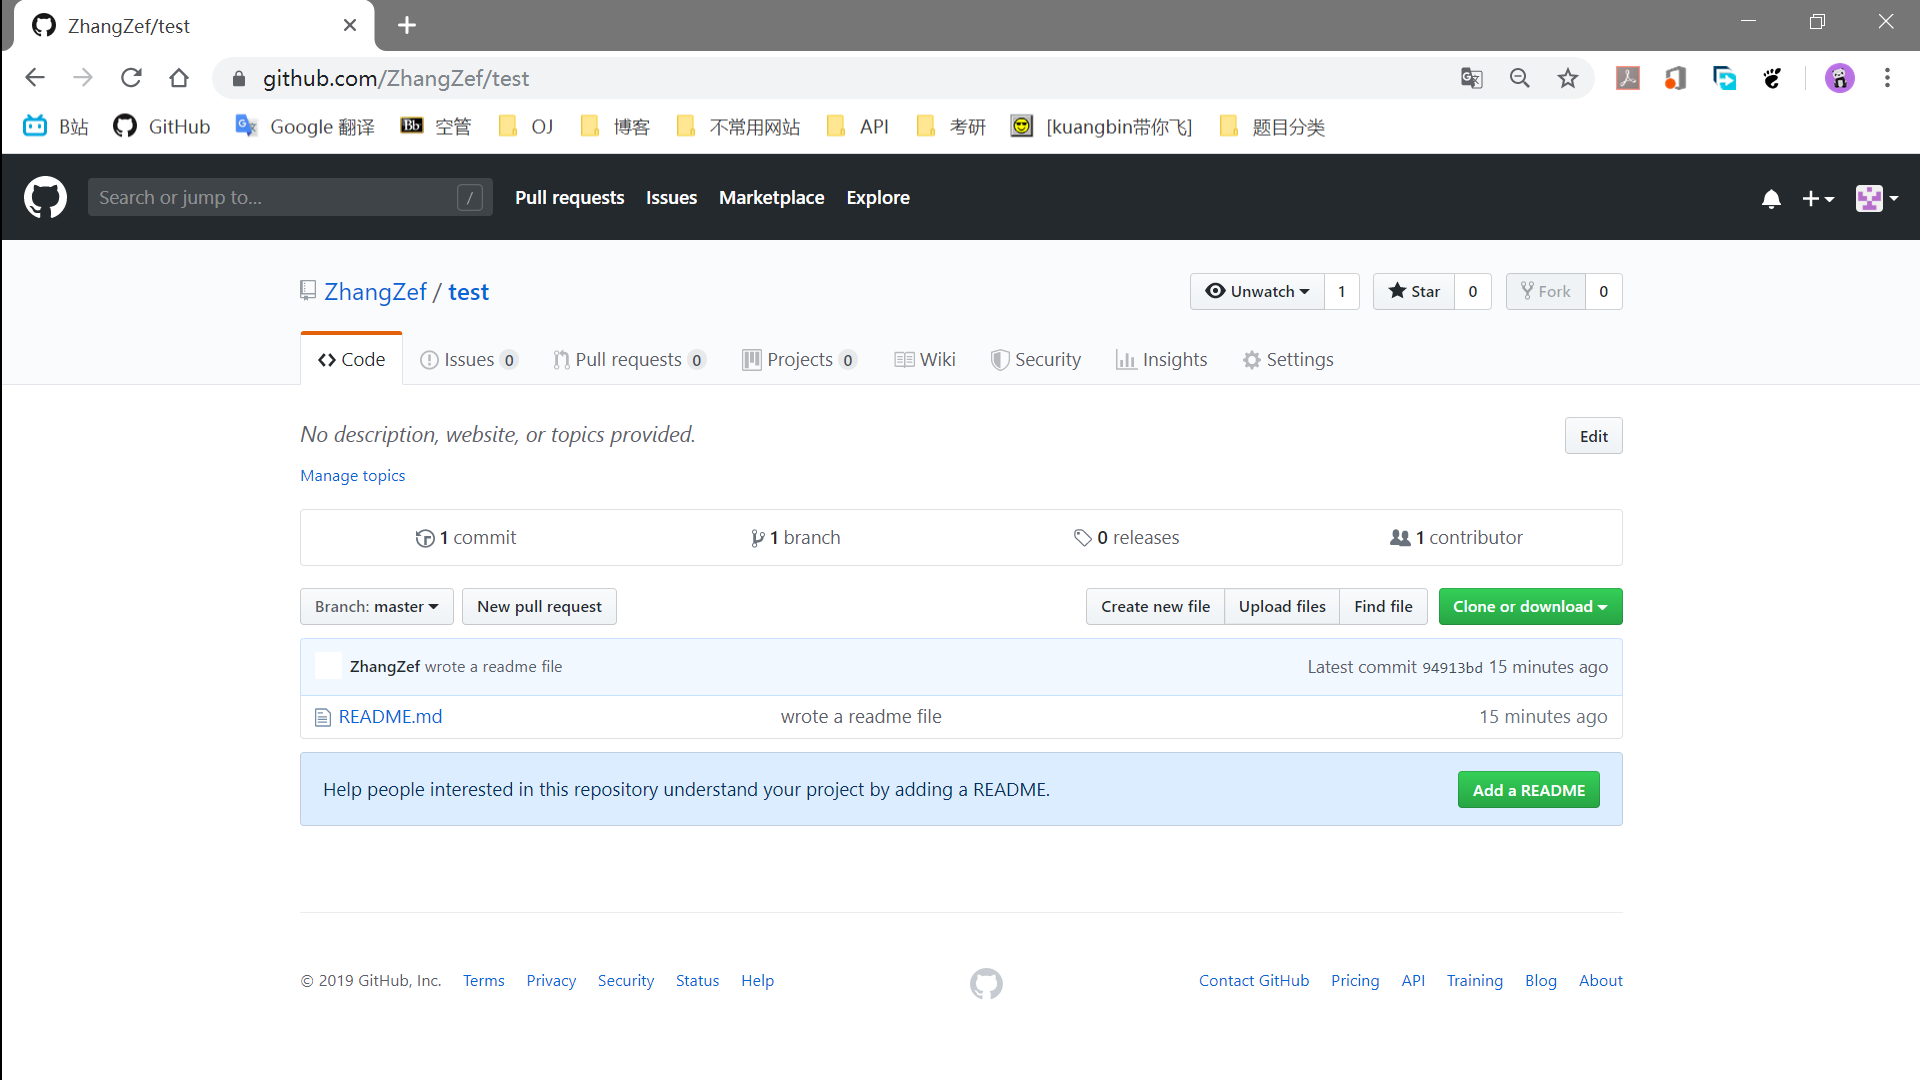 ZhangZef/test
github.com/ZhangZef/test
B站 GitHub Google 翻译 Bb 空管 OJ 博客 不常用网站 API 考研 [kuangbin带你飞] 题目分类
Search or jump to... / Pull requests Issues Marketplace Explore
ZhangZef / test Unwatch 1 Star 0 Fork 0
Code Issues 0 Pull requests 0 Projects 0 Wiki Security Insights Settings
No description, website, or topics provided. Edit
Manage topics
1 commit 1 branch 0 releases 1 contributor
Branch: master New pull request Create new file Upload files Find file Clone or download
ZhangZef wrote a readme file Latest commit 94913bd 15 minutes ago
README.md wrote a readme file 15 minutes ago
Help people interested in this repository understand your project by adding a README. Add a README
© 2019 GitHub, Inc. Terms Privacy Security Status Help Contact GitHub Pricing API Training Blog About